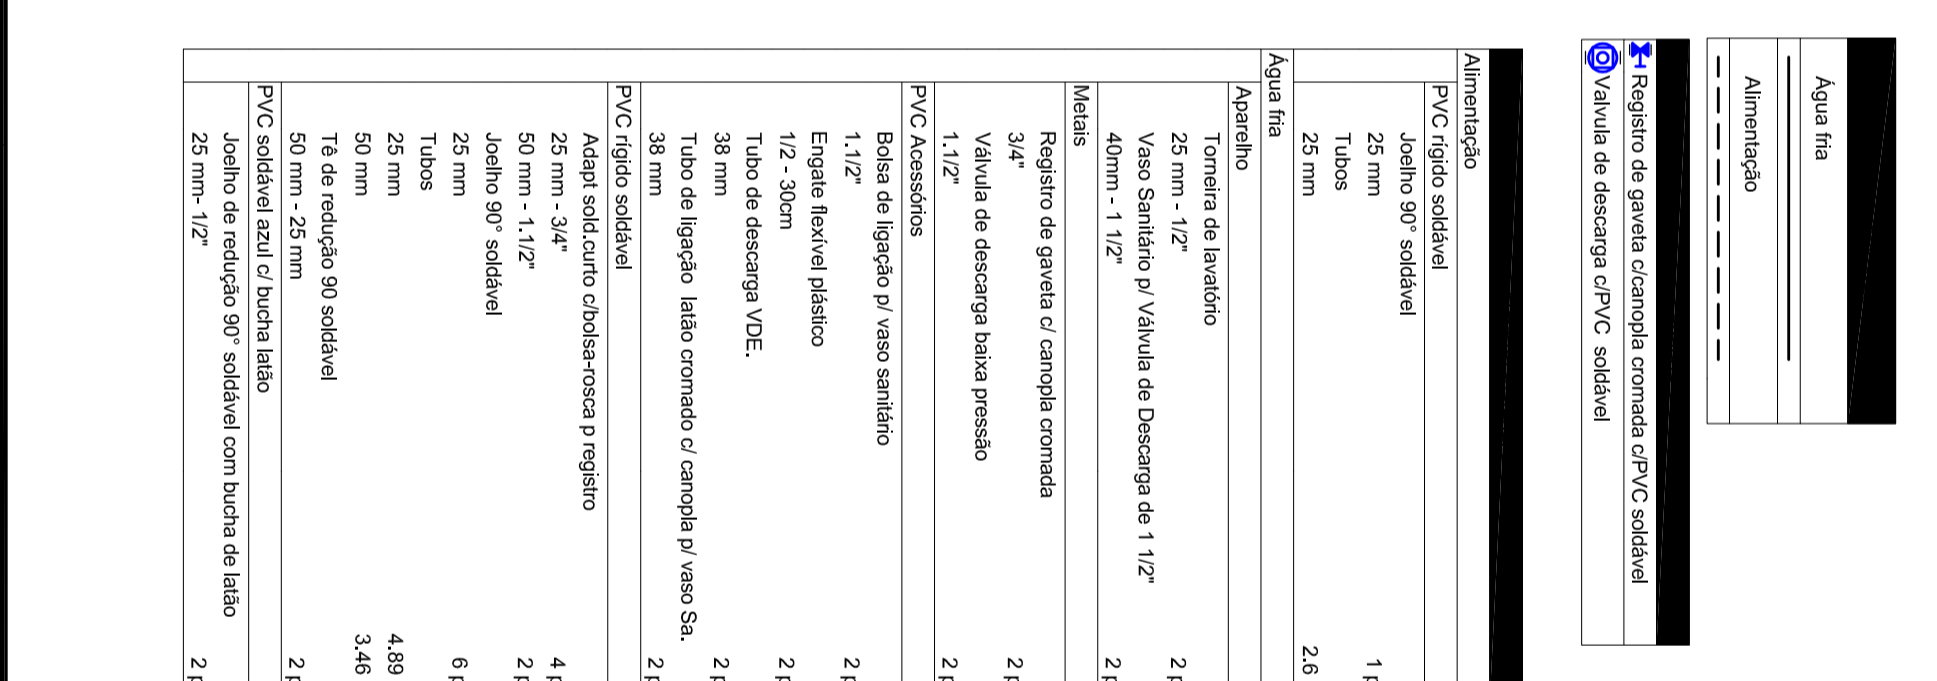 Água fria
Alimentação
Registro de gaveta c/canopla cromada c/PVC soldável
Valvula de descarga c/PVC soldável
Alimentação
PVC rígido soldável
Joelho 90° soldável
25 mm 1 p
Tubos
25 mm 2.6
Água fria
Aparelho
Torneira de lavatório
25 mm - 1/2" 2 p
Vaso Sanitário p/ Válvula de Descarga de 1 1/2"
40mm - 1 1/2" 2 p
Metais
Registro de gaveta c/ canopla cromada
3/4" 2 p
Válvula de descarga baixa pressão
1.1/2" 2 p
PVC Acessórios
Bolsa de ligação p/ vaso sanitário
1.1/2" 2 p
Engate flexível plástico
1/2 - 30cm 2 p
Tubo de descarga VDE.
38 mm 2 p
Tubo de ligação latão cromado c/ canopla p/ vaso Sa.
38 mm 2 p
PVC rígido soldável
Adapt sold.curto c/bolsa-rosca p registro
25 mm - 3/4" 4 p
50 mm - 1.1/2" 2 p
Joelho 90° soldável
25 mm 6 p
Tubos
25 mm 4.89
50 mm 3.46
Tê de redução 90 soldável
50 mm - 25 mm 2 p
PVC soldável azul c/ bucha latão
Joelho de redução 90° soldável com bucha de latão
25 mm- 1/2" 2 p